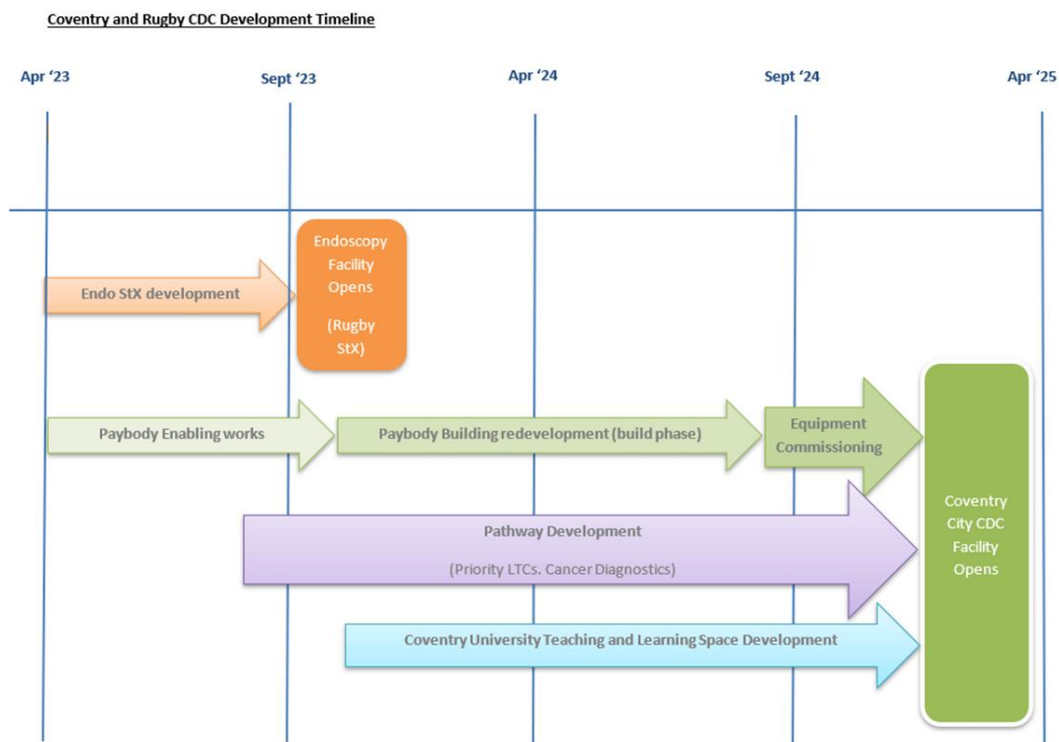 Coventry and Rugby CDC Development Timeline
Apr ‘23
Sept ‘23
Apr ‘24
Sept ‘24
Apr ‘25
Endoscopy
Facility
Opens
(Rugby
StX)
Endo StX development
Paybody Enabling works
Paybody Building redevelopment (build phase)
Equipment
Commissioning
Pathway Development
(Priority LTCs. Cancer Diagnostics)
Coventry
City CDC
Facility
Opens
Coventry University Teaching and Learning Space Development